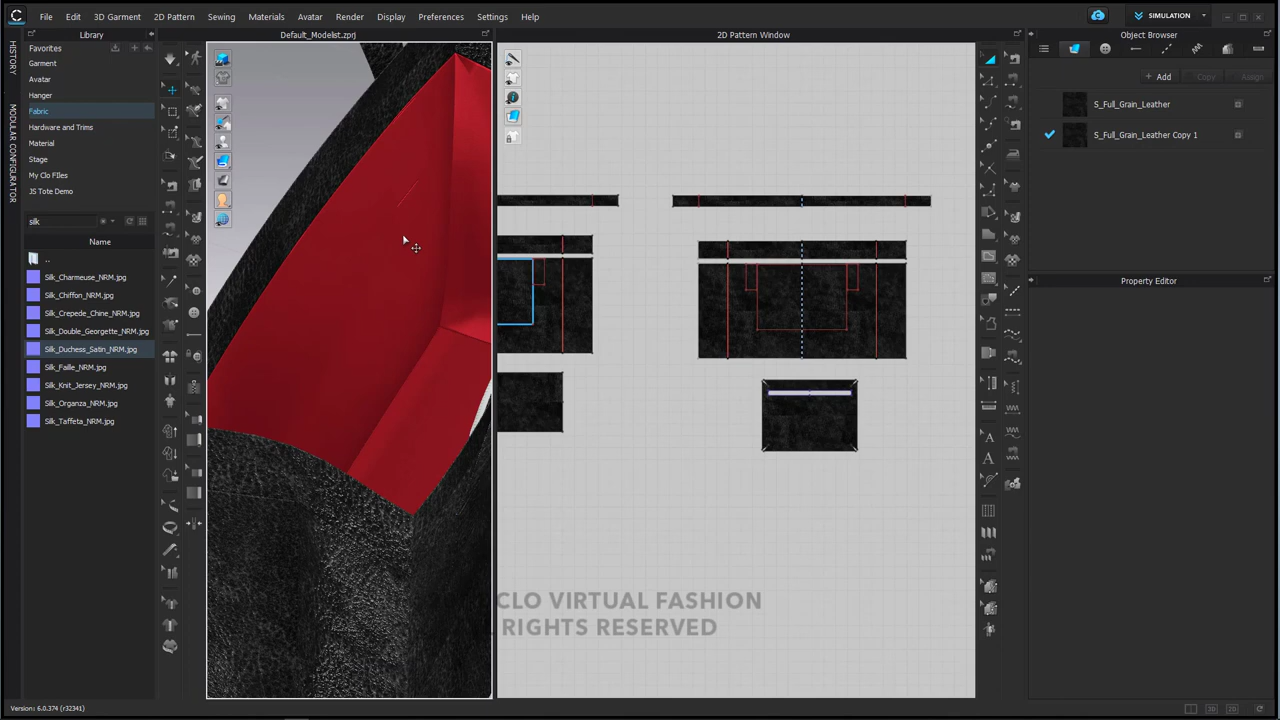 File Edit 3D Garment 2D Pattern Sewing Materials Avatar Render Display Preferences Settings Help SIMULATION
HISTORY
MODULAR CONFIGURATOR
Library
Favorites
Garment
Avatar
Hanger
Fabric
Hardware and Trims
Material
Stage
My Clo FIles
JS Tote Demo
silk
Name
..
Silk_Charmeuse_NRM.jpg
Silk_Chiffon_NRM.jpg
Silk_Crepede_Chine_NRM.jpg
Silk_Double_Georgette_NRM.jpg
Silk_Duchess_Satin_NRM.jpg
Silk_Faille_NRM.jpg
Silk_Knit_Jersey_NRM.jpg
Silk_Organza_NRM.jpg
Silk_Taffeta_NRM.jpg
Default_Modelist.zprj
2D Pattern Window
CLO VIRTUAL FASHION
RIGHTS RESERVED
Object Browser
Add Copy Assign
S_Full_Grain_Leather
S_Full_Grain_Leather Copy 1
Property Editor
Version: 6.0.374 (r32341)
3D 2D